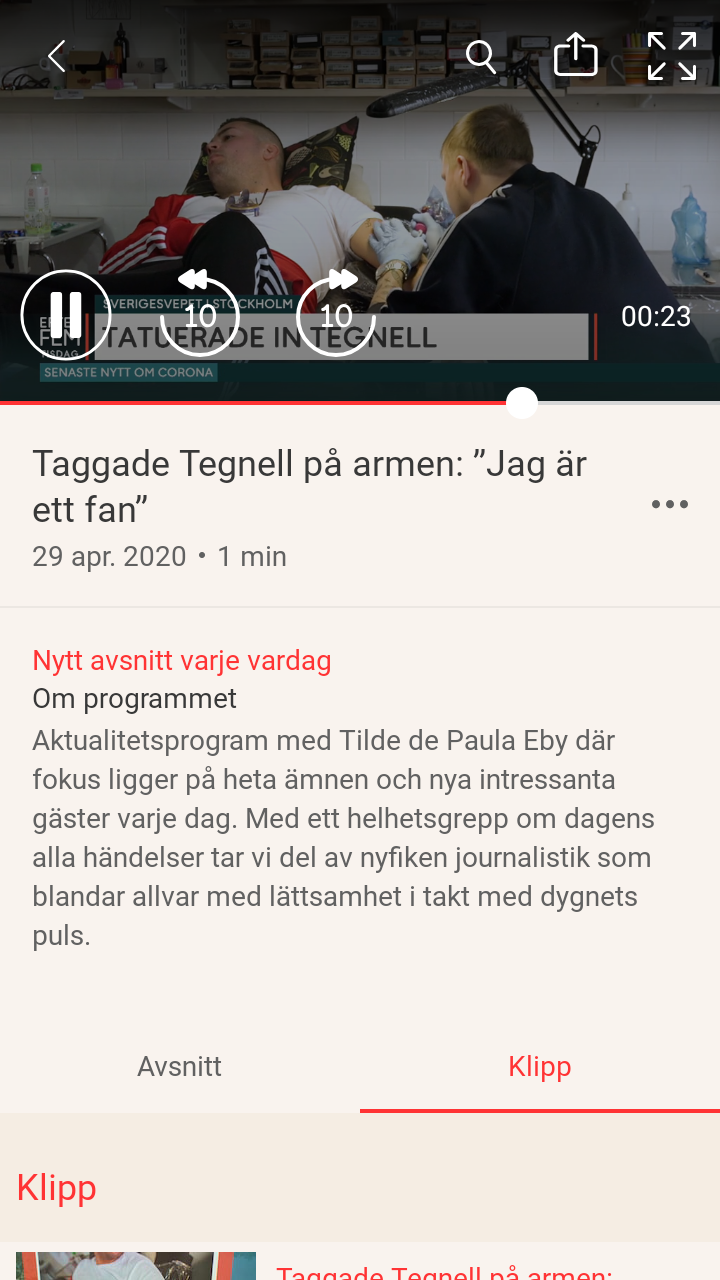 SVERIGESVEPET I STOCKHOLM
EFTER
FEM
TISDAG
TATUERADE IN TEGNELL
SENASTE NYTT OM CORONA
10
10
00:23
Taggade Tegnell på armen: ”Jag är
ett fan”
29 apr. 2020 • 1 min
Nytt avsnitt varje vardag
Om programmet
Aktualitetsprogram med Tilde de Paula Eby där
fokus ligger på heta ämnen och nya intressanta
gäster varje dag. Med ett helhetsgrepp om dagens
alla händelser tar vi del av nyfiken journalistik som
blandar allvar med lättsamhet i takt med dygnets
puls.
Avsnitt
Klipp
Klipp
Taggade Tegnell på armen: